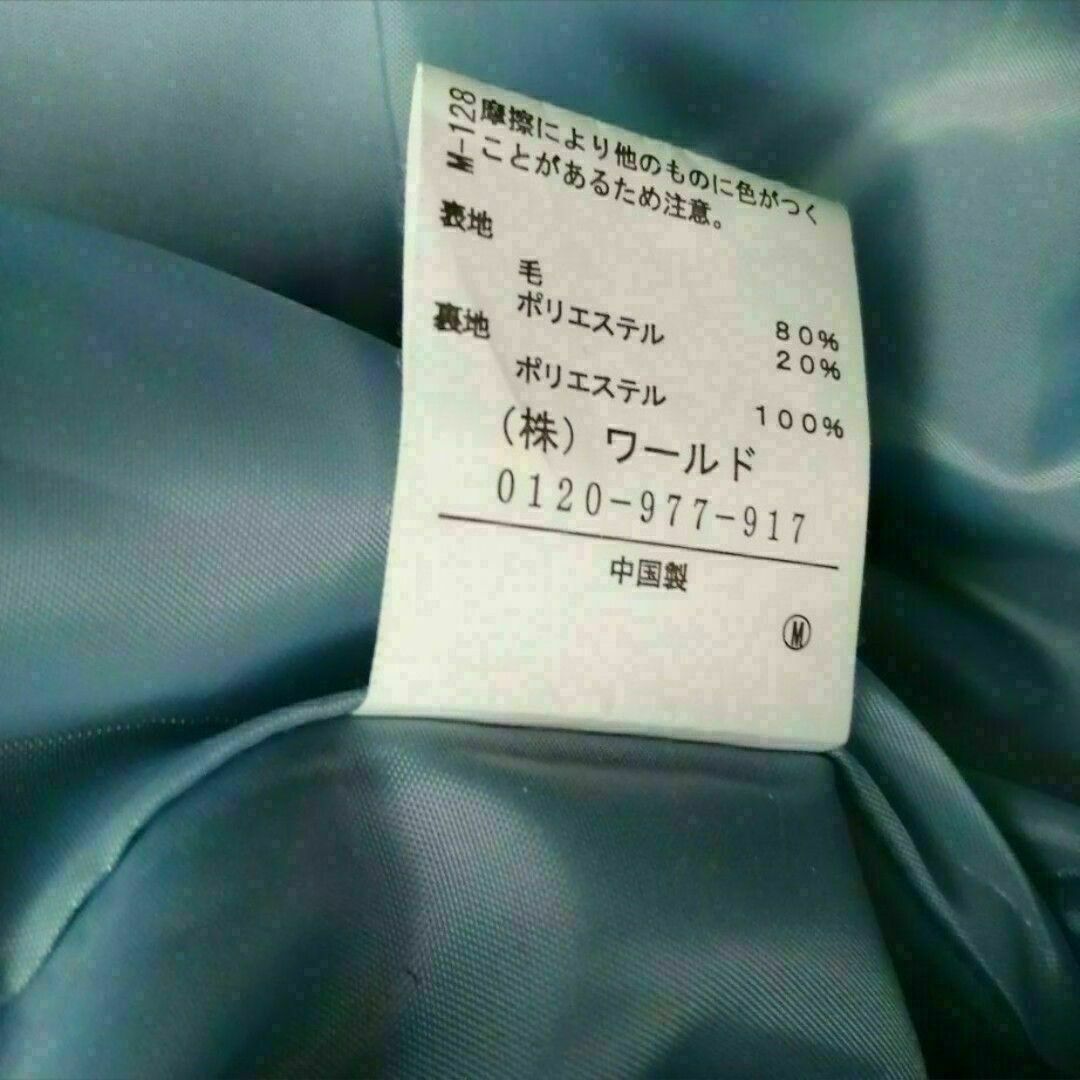 M-128
摩擦により他のものに色がつく
ことがあるため注意。
表地
毛 80%
ポリエステル 20%
裏地
ポリエステル 100%
(株) ワールド
0120-977-917
中国製
Ⓜ